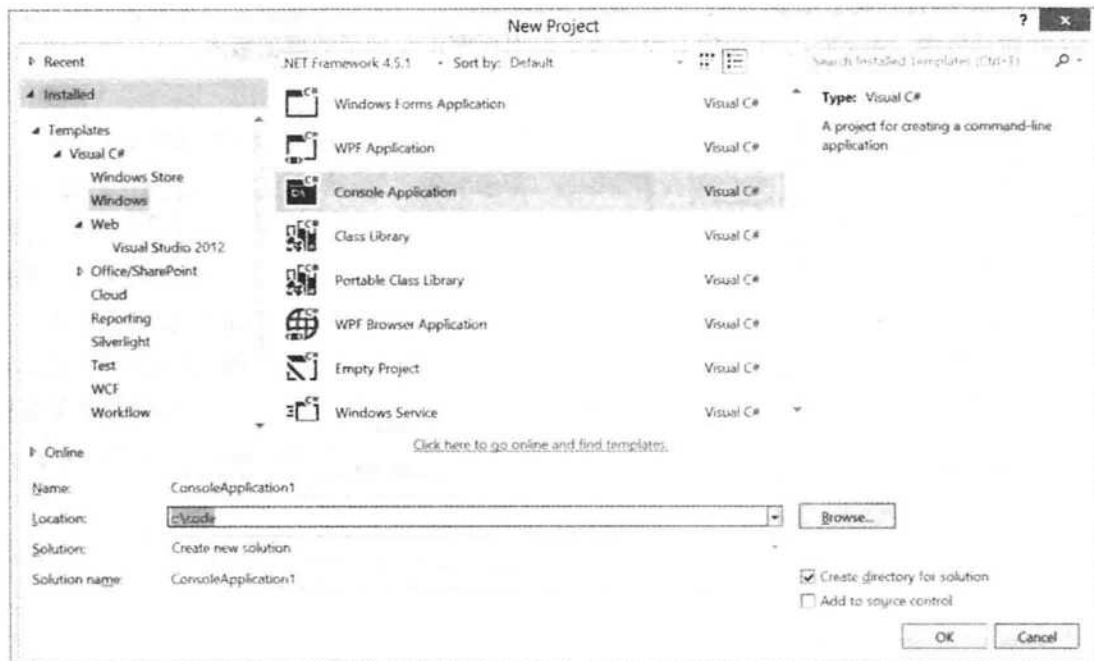 New Project
? x
Recent
.NET Framework 4.5.1
Sort by: Default
Search Installed Templates (Ctrl+E)
Installed
Templates
Visual C#
Windows Store
Windows
Web
Visual Studio 2012
Office/SharePoint
Cloud
Reporting
Silverlight
Test
WCF
Workflow
Online
Windows Forms Application Visual C#
WPF Application Visual C#
Console Application Visual C#
Class Library Visual C#
Portable Class Library Visual C#
WPF Browser Application Visual C#
Empty Project Visual C#
Windows Service Visual C#
Click here to go online and find templates.
Type: Visual C#
A project for creating a command-line
application
Name: ConsoleApplication1
Location: c:\code
Browse...
Solution: Create new solution
Solution name: ConsoleApplication1
Create directory for solution
Add to source control
OK Cancel